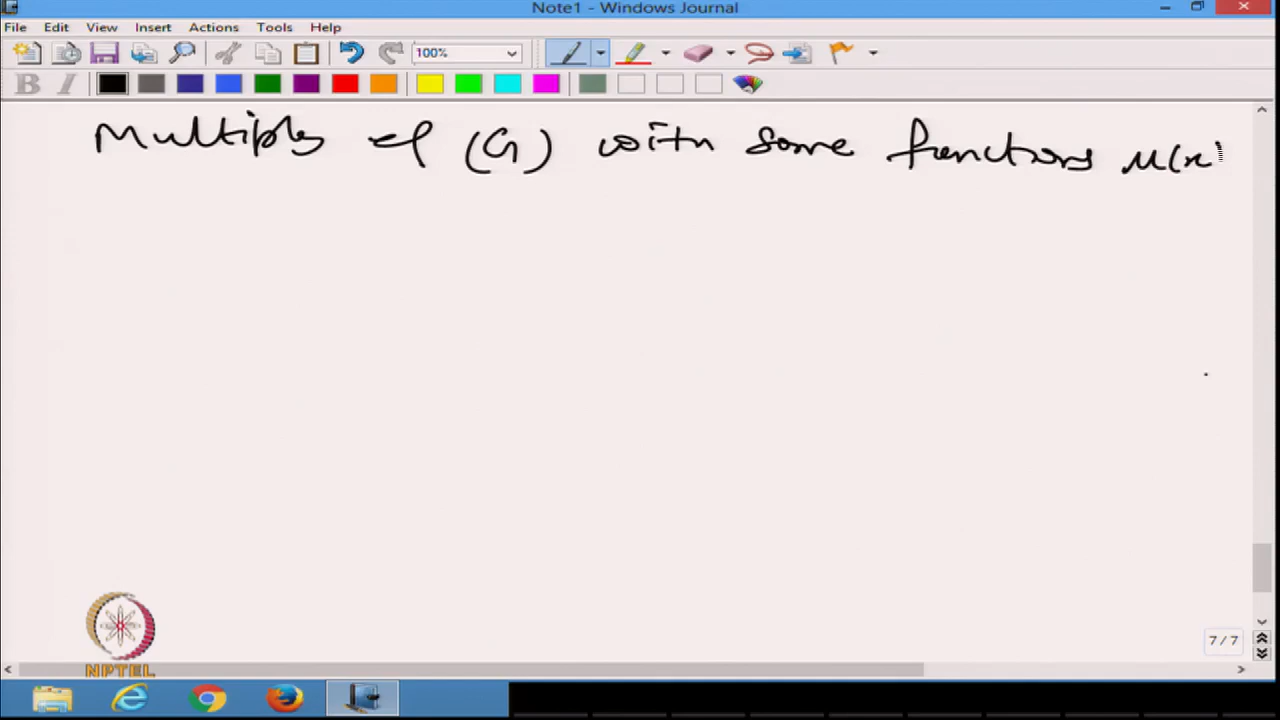 Note1 - Windows Journal
File Edit View Insert Actions Tools Help
100%
B I
Multiples of (G) with some functions μ(x)
7 / 7
NPTEL